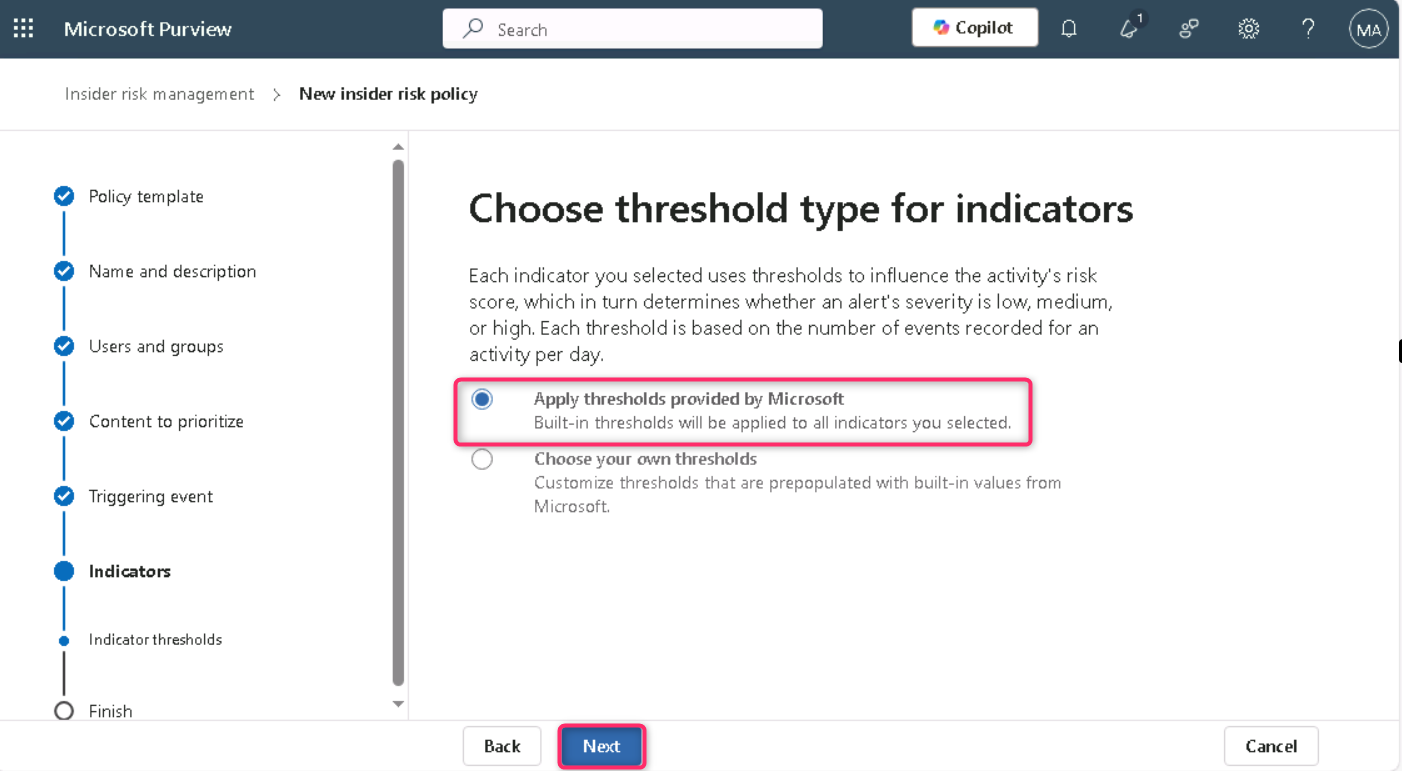 Microsoft Purview
Search
Copilot
1
?
MA
Insider risk management > New insider risk policy
Policy template
Name and description
Users and groups
Content to prioritize
Triggering event
Indicators
Indicator thresholds
Finish
Choose threshold type for indicators
Each indicator you selected uses thresholds to influence the activity's risk
score, which in turn determines whether an alert's severity is low, medium,
or high. Each threshold is based on the number of events recorded for an
activity per day.
Apply thresholds provided by Microsoft
Built-in thresholds will be applied to all indicators you selected.
Choose your own thresholds
Customize thresholds that are prepopulated with built-in values from
Microsoft.
Back
Next
Cancel